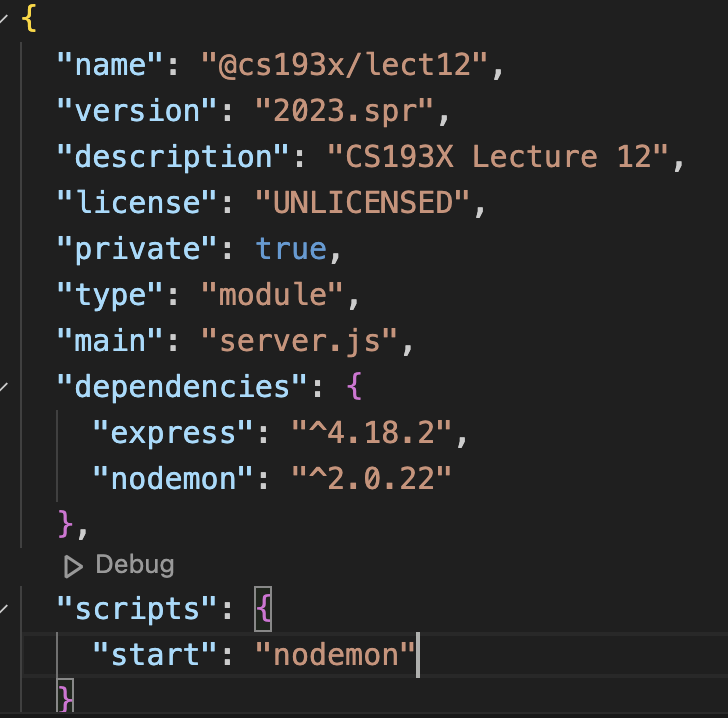 {
"name": "@cs193x/lect12",
"version": "2023.spr",
"description": "CS193X Lecture 12",
"license": "UNLICENSED",
"private": true,
"type": "module",
"main": "server.js",
"dependencies": {
"express": "^4.18.2",
"nodemon": "^2.0.22"
},
Debug
"scripts": {
"start": "nodemon"
}